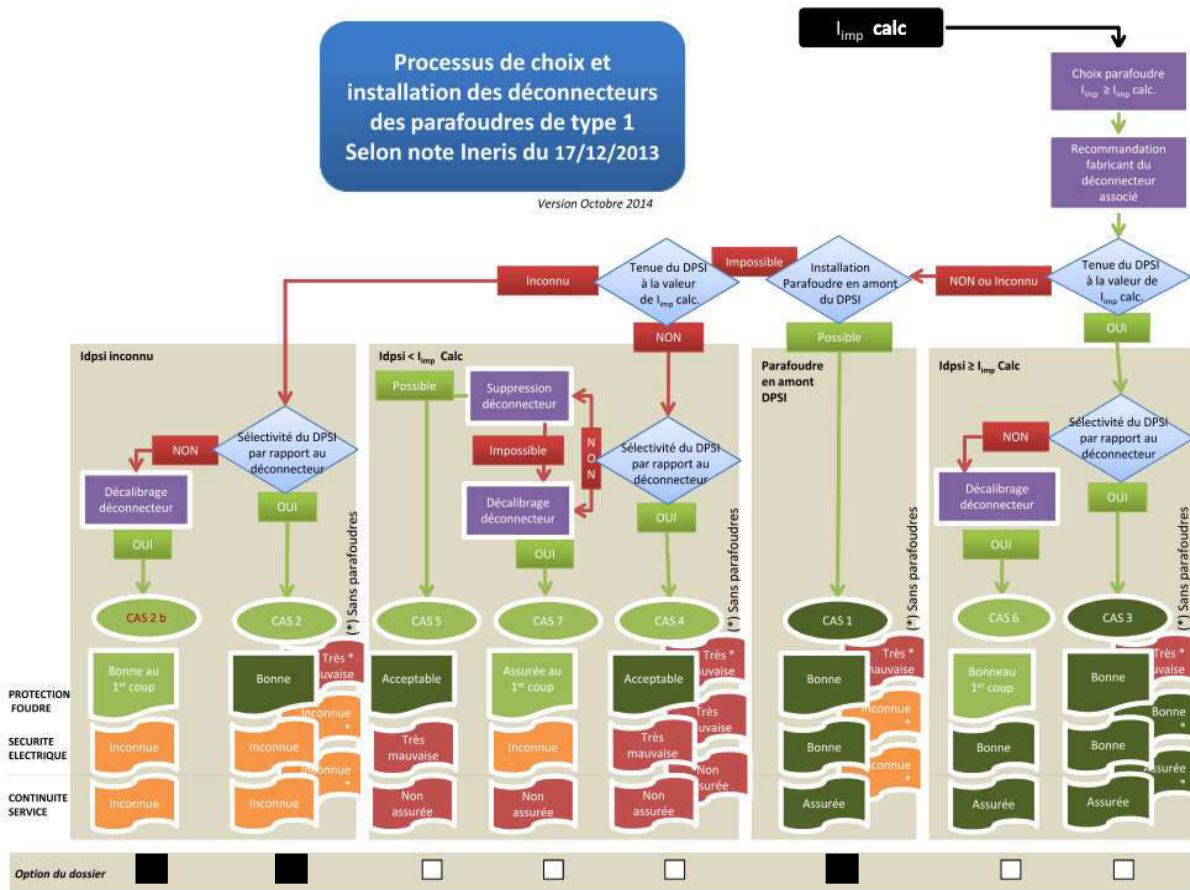 I imp calc
Processus de choix et
installation des déconnecteurs
des parafoudres de type 1
Selon note Ineris du 17/12/2013
Version Octobre 2014
Choix parafoudre
I imp ≥ I imp calc.
Recommandation
fabricant du
déconnecteur
associé
Tenue du DPSI
à la valeur de
I imp calc.
NON ou Inconnu
Installation
Parafoudre en amont
du DPSI
Impossible
Tenue du DPSI
à la valeur
de I imp calc.
Inconnu
OUI
Possible
NON
Idpsi inconnu
Sélectivité du DPSI
par rapport au
déconnecteur
NON
Décalibrage
déconnecteur
OUI
OUI
(*) Sans parafoudres
Idpsi < I imp Calc
Possible
Suppression
déconnecteur
Impossible
NON
Décalibrage
déconnecteur
Sélectivité du DPSI
par rapport au
déconnecteur
OUI
OUI
(*) Sans parafoudres
Parafoudre
en amont
DPSI
(*) Sans parafoudres
Idpsi ≥ I imp Calc
Sélectivité du DPSI
par rapport au
déconnecteur
NON
Décalibrage
déconnecteur
OUI
OUI
(*) Sans parafoudres
CAS 2 b
CAS 2
CAS 5
CAS 7
CAS 4
CAS 1
CAS 6
CAS 3
PROTECTION
FOUDRE
Bonne au
1er coup
Bonne
Très *
mauvaise
Acceptable
Assurée au
1er coup
Acceptable
Très *
mauvaise
Bonne
Très *
mauvaise
Bonneau
1er coup
Bonne
Très *
mauvaise
SECURITE
ELECTRIQUE
Inconnue
Inconnue
Inconnue
*
Très
mauvaise
Inconnue
Très
mauvaise
Très
mauvaise
Bonne
Inconnue
*
Bonne
Bonne
Bonne
*
CONTINUITE
SERVICE
Inconnue
Inconnue
Inconnue
*
Non
assurée
Non
assurée
Non
assurée
Non
assurée
Assurée
Inconnue
*
Assurée
Assurée
Assurée
*
Option du dossier